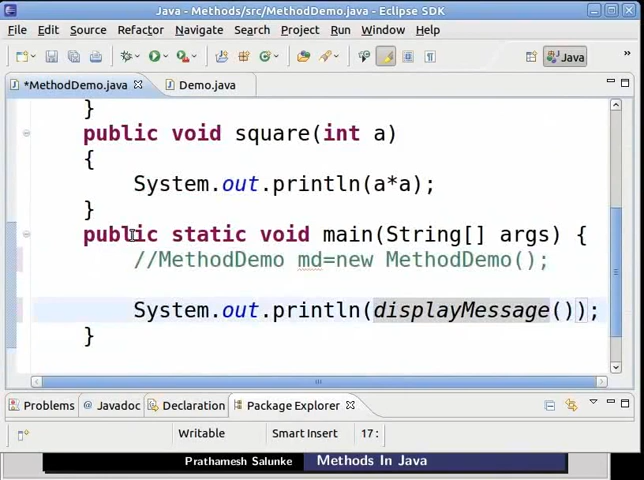 Java - Methods/src/MethodDemo.java - Eclipse SDK
File Edit Source Refactor Navigate Search Project Run Window Help
Java
*MethodDemo.java Demo.java
}
public void square(int a)
{
System.out.println(a*a);
}
public static void main(String[] args) {
//MethodDemo md=new MethodDemo();
System.out.println(displayMessage());
}
Problems Javadoc Declaration Package Explorer
Writable Smart Insert 17:
Prathamesh Salunke Methods In Java